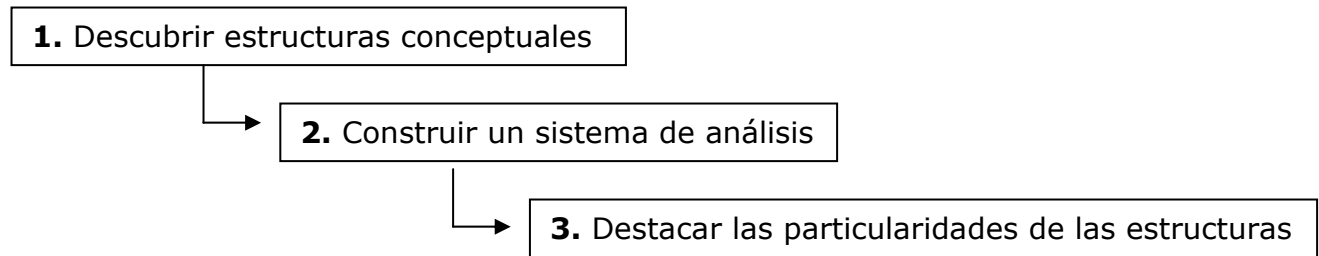 1. Descubrir estructuras conceptuales
2. Construir un sistema de análisis
3. Destacar las particularidades de las estructuras